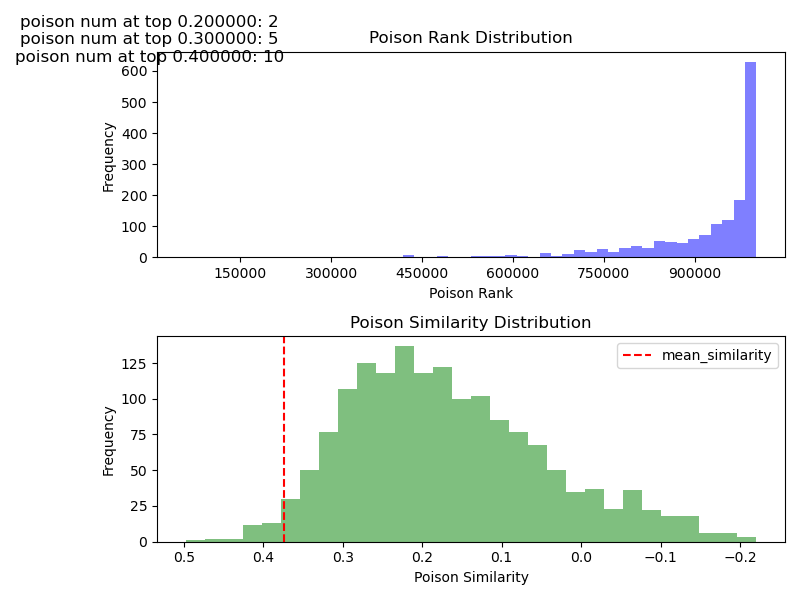 poison num at top 0.200000: 2
poison num at top 0.300000: 5
poison num at top 0.400000: 10
Poison Rank Distribution
Frequency
600
500
400
300
200
100
0
150000 300000 450000 600000 750000 900000
Poison Rank
Poison Similarity Distribution
mean_similarity
Frequency
125
100
75
50
25
0
0.5 0.4 0.3 0.2 0.1 0.0 −0.1 −0.2
Poison Similarity